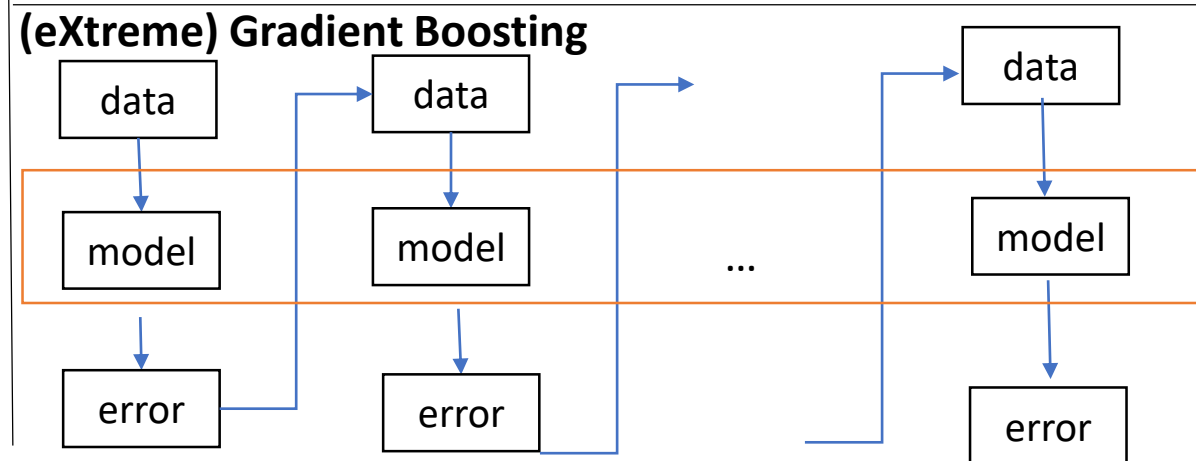 (eXtreme) Gradient Boosting
data
data
data
model
model
...
model
error
error
error